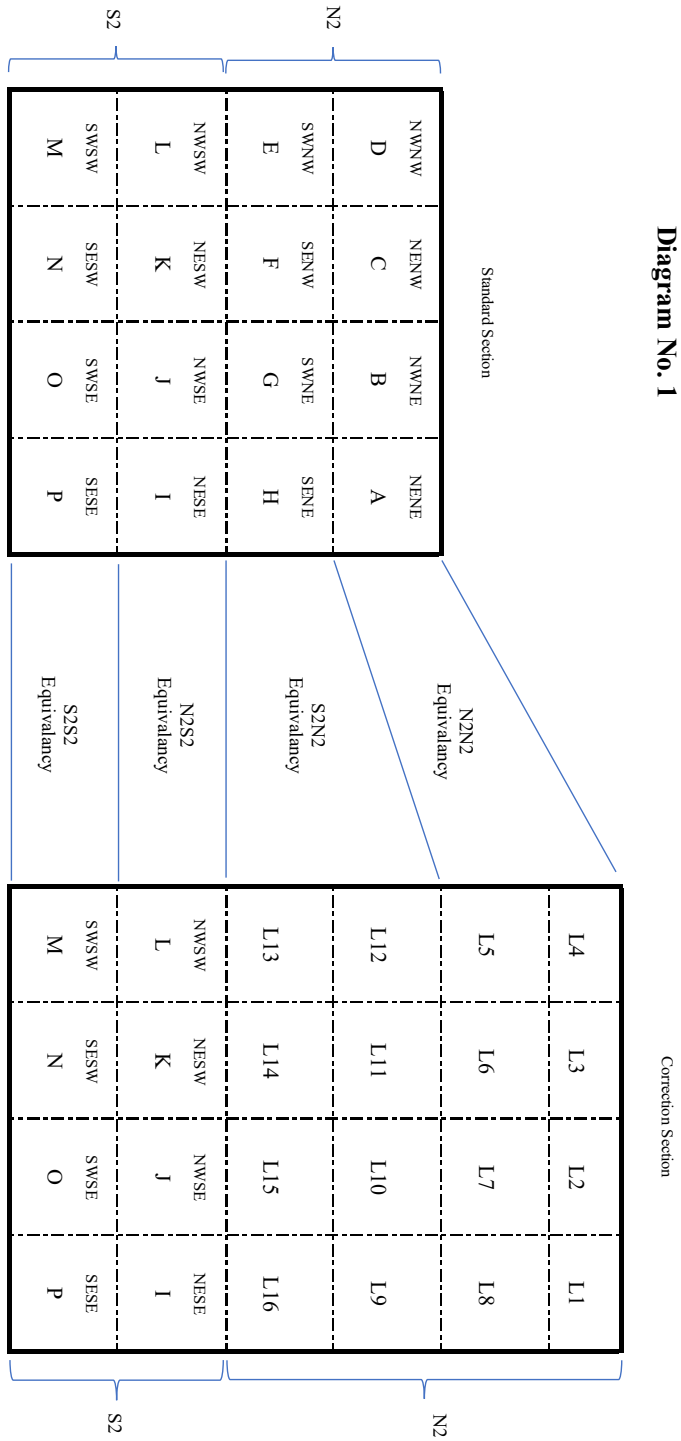 Diagram No. 1
Standard Section
Correction Section
N2
S2
NWNW
D
NENW
C
NWNE
B
NENE
A
SWNW
E
SENW
F
SWNE
G
SENE
H
NWSW
L
NESW
K
NWSE
J
NESE
I
SWSW
M
SESW
N
SWSE
O
SESE
P
N2N2
Equivalancy
S2N2
Equivalancy
N2S2
Equivalancy
S2S2
Equivalancy
L4
L3
L2
L1
L5
L6
L7
L8
L12
L11
L10
L9
L13
L14
L15
L16
NWSW
L
NESW
K
NWSE
J
NESE
I
SWSW
M
SESW
N
SWSE
O
SESE
P
N2
S2